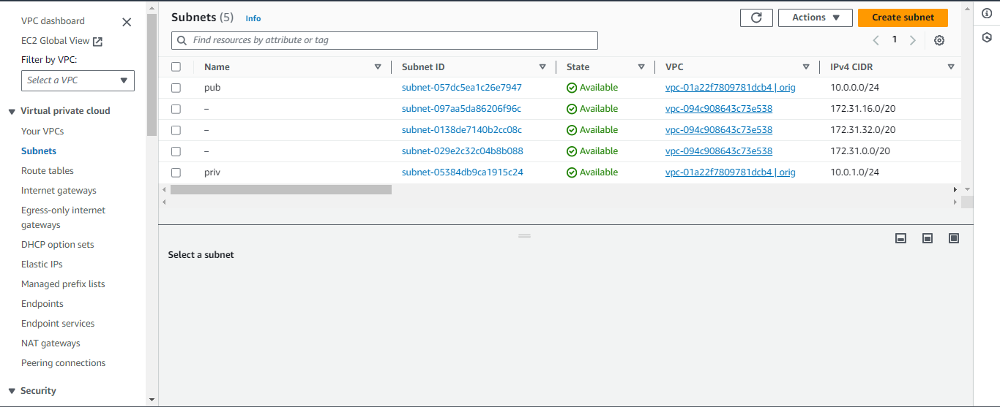 VPC dashboard
EC2 Global View
Filter by VPC:
Select a VPC
Virtual private cloud
Your VPCs
Subnets
Route tables
Internet gateways
Egress-only internet
gateways
DHCP option sets
Elastic IPs
Managed prefix lists
Endpoints
Endpoint services
NAT gateways
Peering connections
Security
Subnets (5) Info
Actions
Create subnet
Find resources by attribute or tag
1
Name Subnet ID State VPC IPv4 CIDR
pub subnet-057dc5ea1c26e7947 Available vpc-01a22f7809781dcb4 | orig 10.0.0.0/24
– subnet-097aa5da86206f96c Available vpc-094c908643c73e538 172.31.16.0/20
– subnet-0138de7140b2cc08c Available vpc-094c908643c73e538 172.31.32.0/20
– subnet-029e2c32c04b8b088 Available vpc-094c908643c73e538 172.31.0.0/20
priv subnet-05384db9ca1915c24 Available vpc-01a22f7809781dcb4 | orig 10.0.1.0/24
Select a subnet